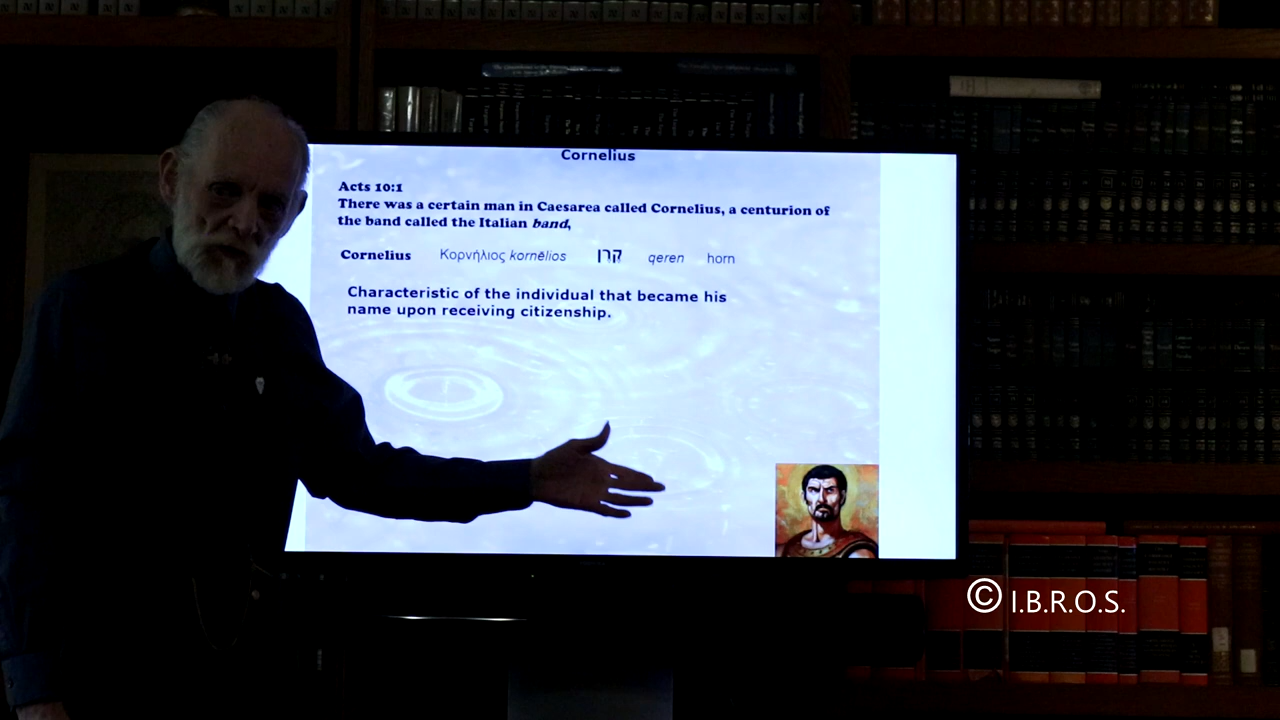 Cornelius
Acts 10:1
There was a certain man in Caesarea called Cornelius, a centurion of
the band called the Italian band,
Cornelius Κορνήλιος kornēlios קרן qeren horn
Characteristic of the individual that became his
name upon receiving citizenship.
© I.B.R.O.S.